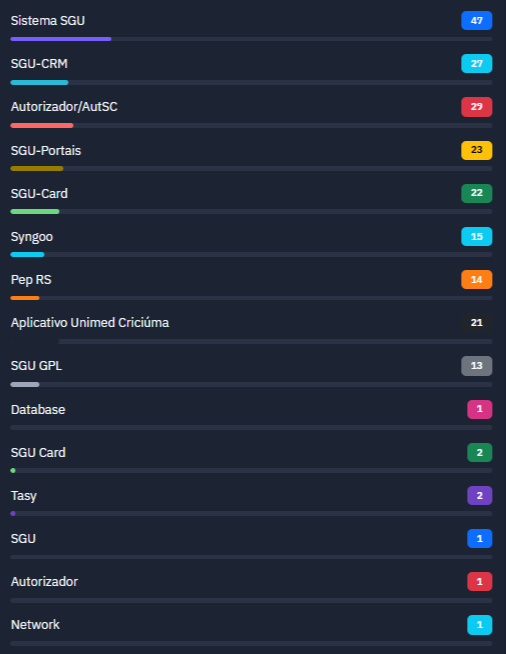 Sistema SGU 47
SGU-CRM 27
Autorizador/AutSC 29
SGU-Portais 23
SGU-Card 22
Syngoo 15
Pep RS 14
Aplicativo Unimed Criciúma 21
SGU GPL 13
Database 1
SGU Card 2
Tasy 2
SGU 1
Autorizador 1
Network 1